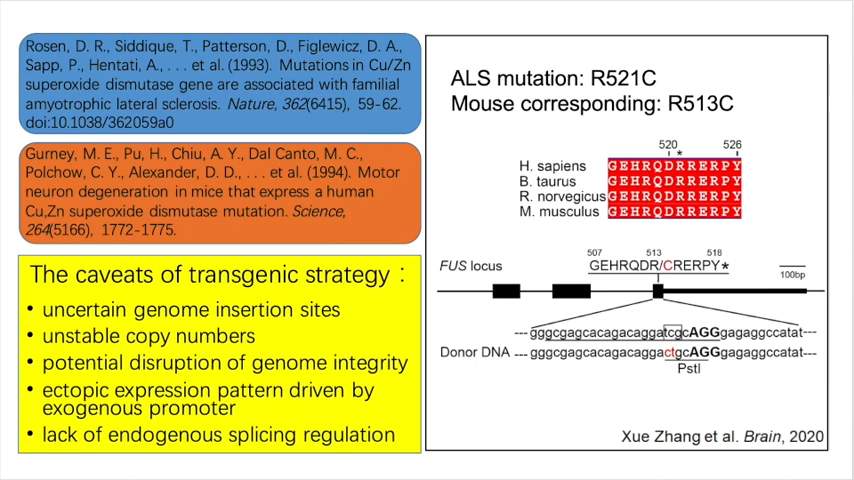 Rosen, D. R., Siddique, T., Patterson, D., Figlewicz, D. A.,
Sapp, P., Hentati, A., . . . et al. (1993). Mutations in Cu/Zn
superoxide dismutase gene are associated with familial
amyotrophic lateral sclerosis. Nature, 362(6415), 59-62.
doi:10.1038/362059a0
Gurney, M. E., Pu, H., Chiu, A. Y., Dal Canto, M. C.,
Polchow, C. Y., Alexander, D. D., . . . et al. (1994). Motor
neuron degeneration in mice that express a human
Cu,Zn superoxide dismutase mutation. Science,
264(5166), 1772-1775.
The caveats of transgenic strategy：
• uncertain genome insertion sites
• unstable copy numbers
• potential disruption of genome integrity
• ectopic expression pattern driven by
exogenous promoter
• lack of endogenous splicing regulation
ALS mutation: R521C
Mouse corresponding: R513C
520 * 526
H. sapiens GEHRQDRRERPY
B. taurus GEHRQDRRERPY
R. norvegicus GEHRQDRRERPY
M. musculus GEHRQDRRERPY
507 513 518
FUS locus GEHRQDR/CRERPY*
100bp
--- gggcgagcacagacaggatcgcAGGgagaggccatat---
Donor DNA --- gggcgagcacagacaggactgcAGGgagaggccatat---
PstI
Xue Zhang et al. Brain, 2020